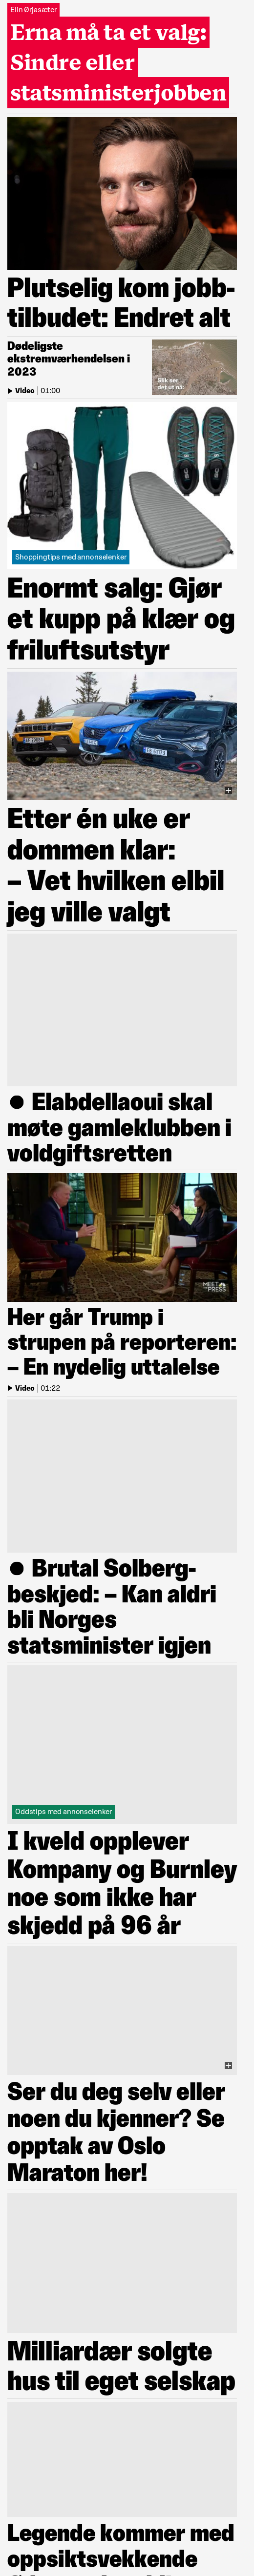 Elin Ørjasæter
Erna må ta et valg:
Sindre eller
statsministerjobben
Plutselig kom jobb-
tilbudet: Endret alt
Dødeligste
ekstremværhendelsen i
2023
Video | 01:00
Slik ser
det ut nå:
Shoppingtips med annonselenker
Enormt salg: Gjør
et kupp på klær og
friluftsutstyr
Etter én uke er
dommen klar:
– Vet hvilken elbil
jeg ville valgt
● Elabdellaoui skal
møte gamleklubben i
voldgiftsretten
MEET
THE PRESS
Her går Trump i
strupen på reporteren:
– En nydelig uttalelse
Video | 01:22
● Brutal Solberg-
beskjed: – Kan aldri
bli Norges
statsminister igjen
Oddstips med annonselenker
I kveld opplever
Kompany og Burnley
noe som ikke har
skjedd på 96 år
Ser du deg selv eller
noen du kjenner? Se
opptak av Oslo
Maraton her!
Milliardær solgte
hus til eget selskap
Legende kommer med
oppsiktsvekkende